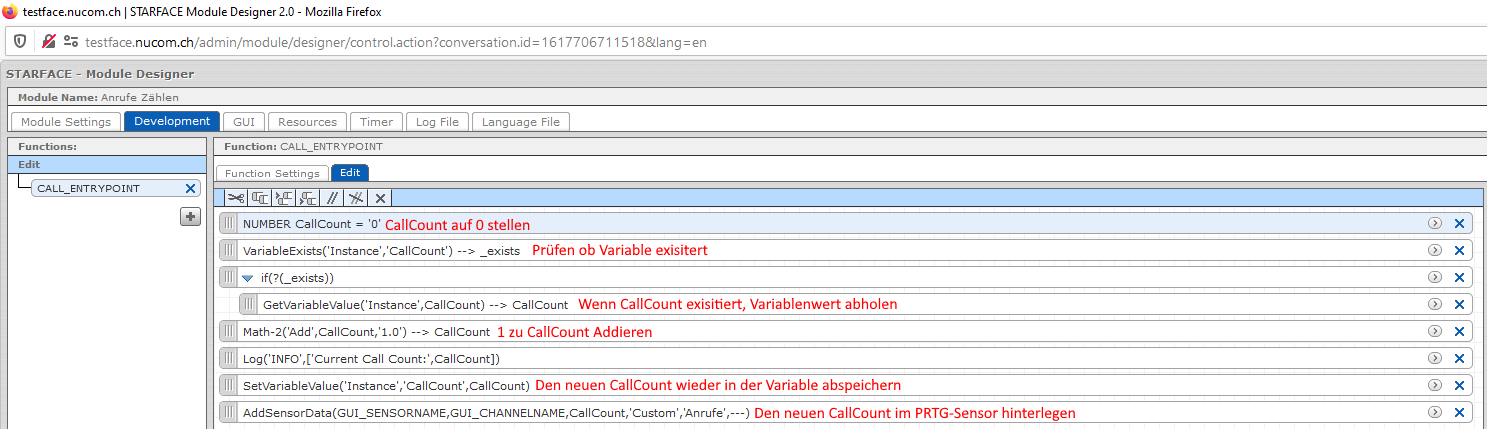 testface.nucom.ch | STARFACE Module Designer 2.0 - Mozilla Firefox
testface.nucom.ch/admin/module/designer/control.action?conversation.id=1617706711518&lang=en
STARFACE - Module Designer
Module Name: Anrufe Zählen
Module Settings Development GUI Resources Timer Log File Language File
Functions:
Edit
CALL_ENTRYPOINT
Function: CALL_ENTRYPOINT
Function Settings Edit
NUMBER CallCount = '0' CallCount auf 0 stellen
VariableExists('Instance','CallCount') --> _exists Prüfen ob Variable exisitert
if(?(_exists))
GetVariableValue('Instance',CallCount) --> CallCount Wenn CallCount exisitiert, Variablenwert abholen
Math-2('Add',CallCount,'1.0') --> CallCount 1 zu CallCount Addieren
Log('INFO',['Current Call Count:',CallCount])
SetVariableValue('Instance','CallCount',CallCount) Den neuen CallCount wieder in der Variable abspeichern
AddSensorData(GUI_SENSORNAME,GUI_CHANNELNAME,CallCount,'Custom','Anrufe',---) Den neuen CallCount im PRTG-Sensor hinterlegen